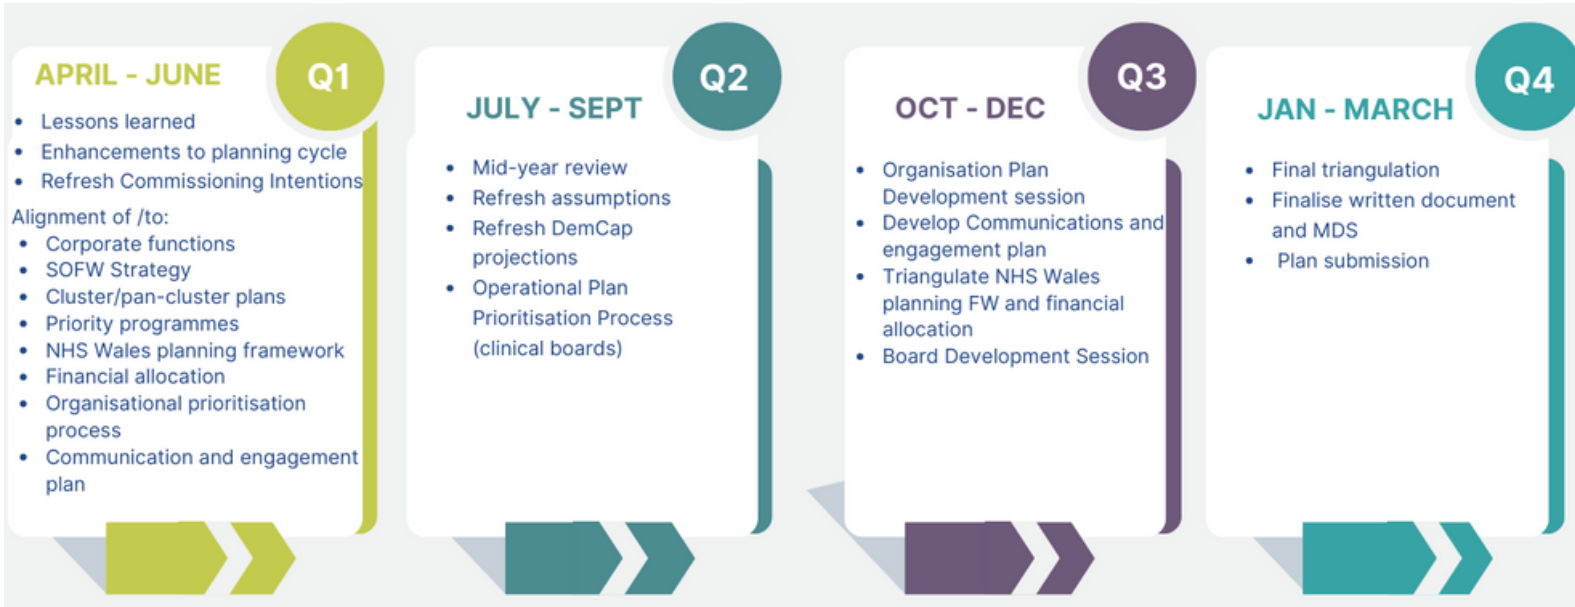 APRIL - JUNE
Q1
• Lessons learned
• Enhancements to planning cycle
• Refresh Commissioning Intentions
Alignment of /to:
• Corporate functions
• SOFW Strategy
• Cluster/pan-cluster plans
• Priority programmes
• NHS Wales planning framework
• Financial allocation
• Organisational prioritisation
process
• Communication and engagement
plan
JULY - SEPT
Q2
• Mid-year review
• Refresh assumptions
• Refresh DemCap
projections
• Operational Plan
Prioritisation Process
(clinical boards)
OCT - DEC
Q3
• Organisation Plan
Development session
• Develop Communications and
engagement plan
• Triangulate NHS Wales
planning FW and financial
allocation
• Board Development Session
JAN - MARCH
Q4
• Final triangulation
• Finalise written document
and MDS
• Plan submission